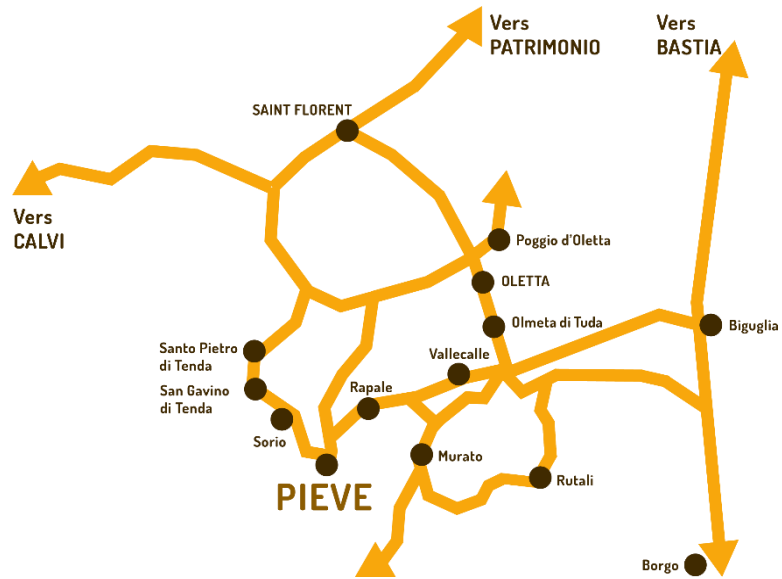 Vers
PATRIMONIO
Vers
BASTIA
SAINT FLORENT
Vers
CALVI
Poggio d'Oletta
OLETTA
Olmeta di Tuda
Biguglia
Santo Pietro
di Tenda
Vallecalle
San Gavino
di Tenda
Rapale
Sorio
Murato
Rutali
PIEVE
Borgo